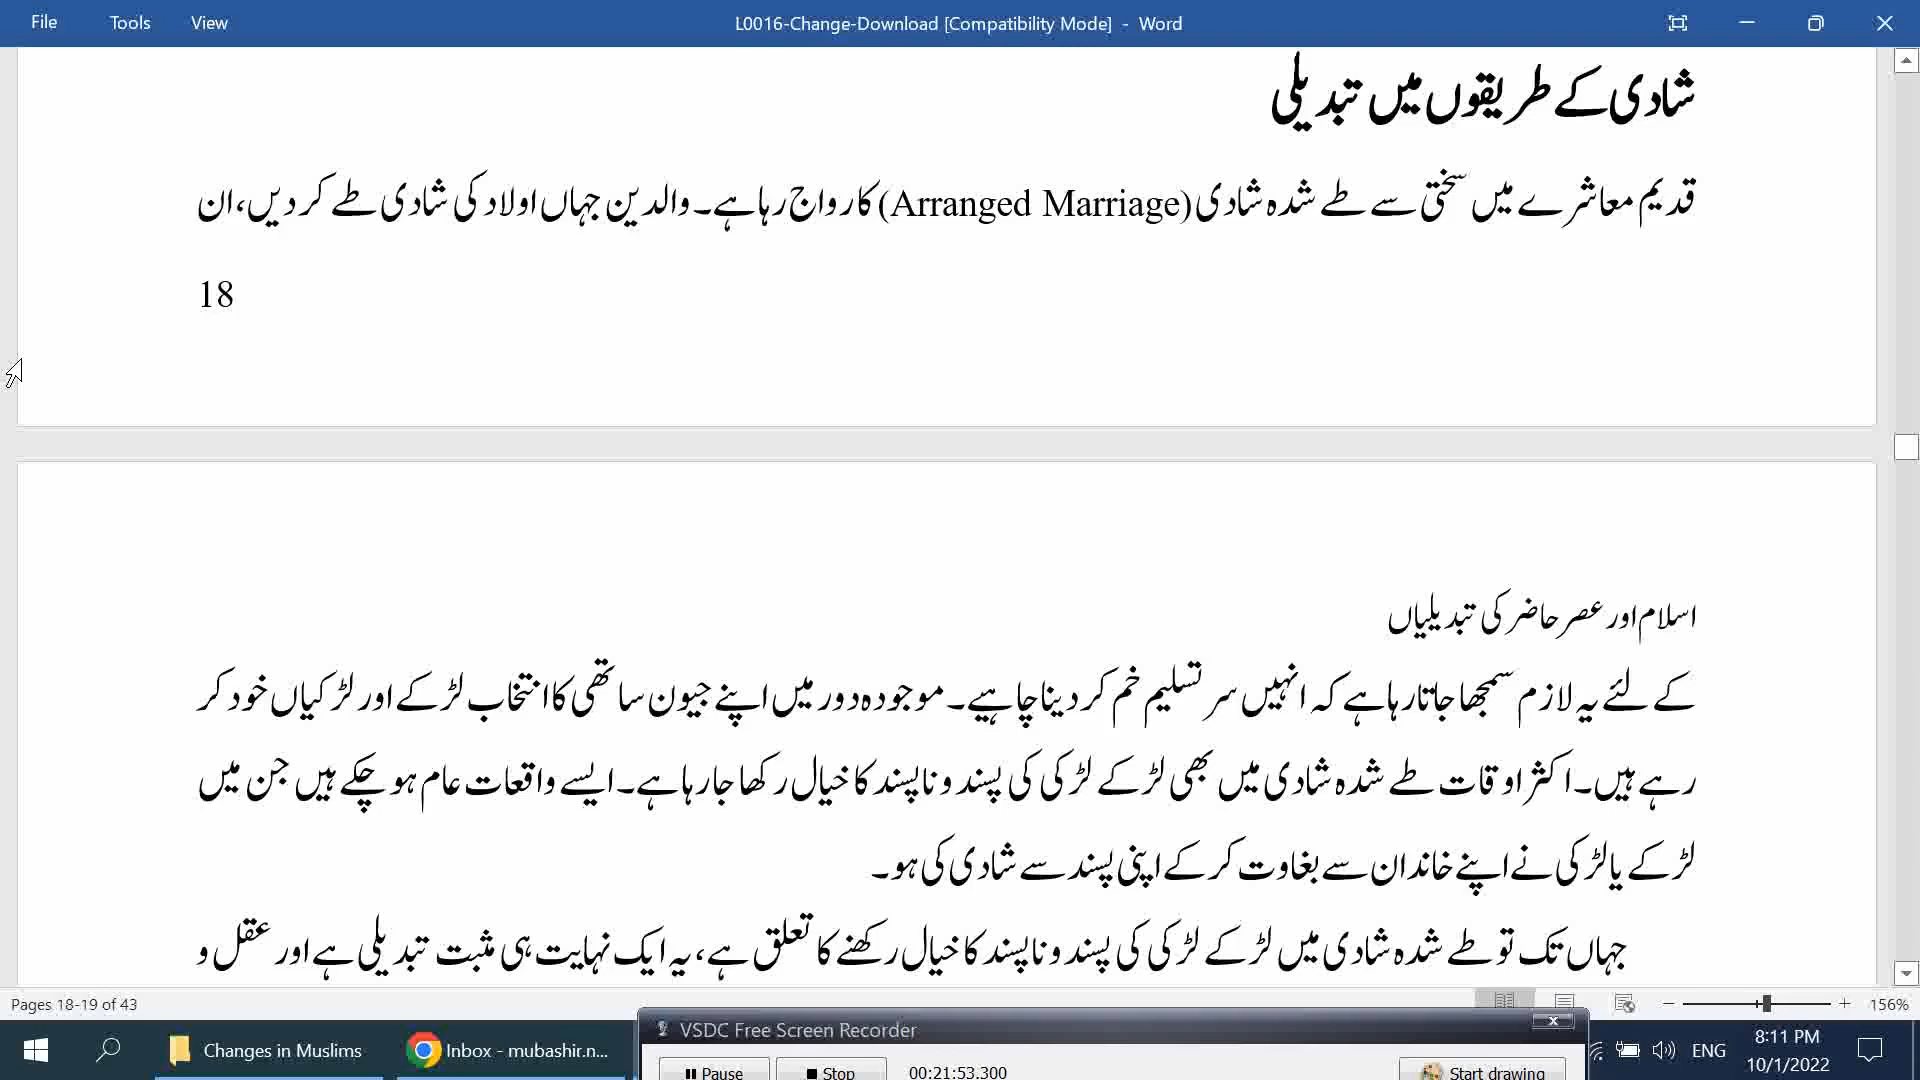 File Tools View L0016-Change-Download [Compatibility Mode] - Word
شادی کے طریقوں میں تبدیلی
قدیم معاشرے میں سختی سے طے شدہ شادی (Arranged Marriage) کا رواج رہا ہے۔ والدین جہاں اولاد کی شادی طے کر دیں، ان
18
اسلام اور عصر حاضر کی تبدیلیاں
کے لئے یہ لازم سمجھا جاتا رہا ہے کہ انہیں سر تسلیم خم کر دینا چاہیے۔ موجودہ دور میں اپنے جیون ساتھی کا انتخاب لڑکے اور لڑکیاں خود کر
رہے ہیں۔ اکثر اوقات طے شدہ شادی میں بھی لڑکے لڑکی کی پسند و ناپسند کا خیال رکھا جا رہا ہے۔ ایسے واقعات عام ہو چکے ہیں جن میں
لڑکے یا لڑکی نے اپنے خاندان سے بغاوت کر کے اپنی پسند سے شادی کی ہو۔
جہاں تک تو طے شدہ شادی میں لڑکے لڑکی کی پسند و ناپسند کا خیال رکھنے کا تعلق ہے، یہ ایک نہایت ہی مثبت تبدیلی ہے اور عقل و
Pages 18-19 of 43
156%
VSDC Free Screen Recorder
Changes in Muslims
Inbox - mubashir.n...
Pause Stop 00:21:53.300 Start drawing
ENG
8:11 PM
10/1/2022